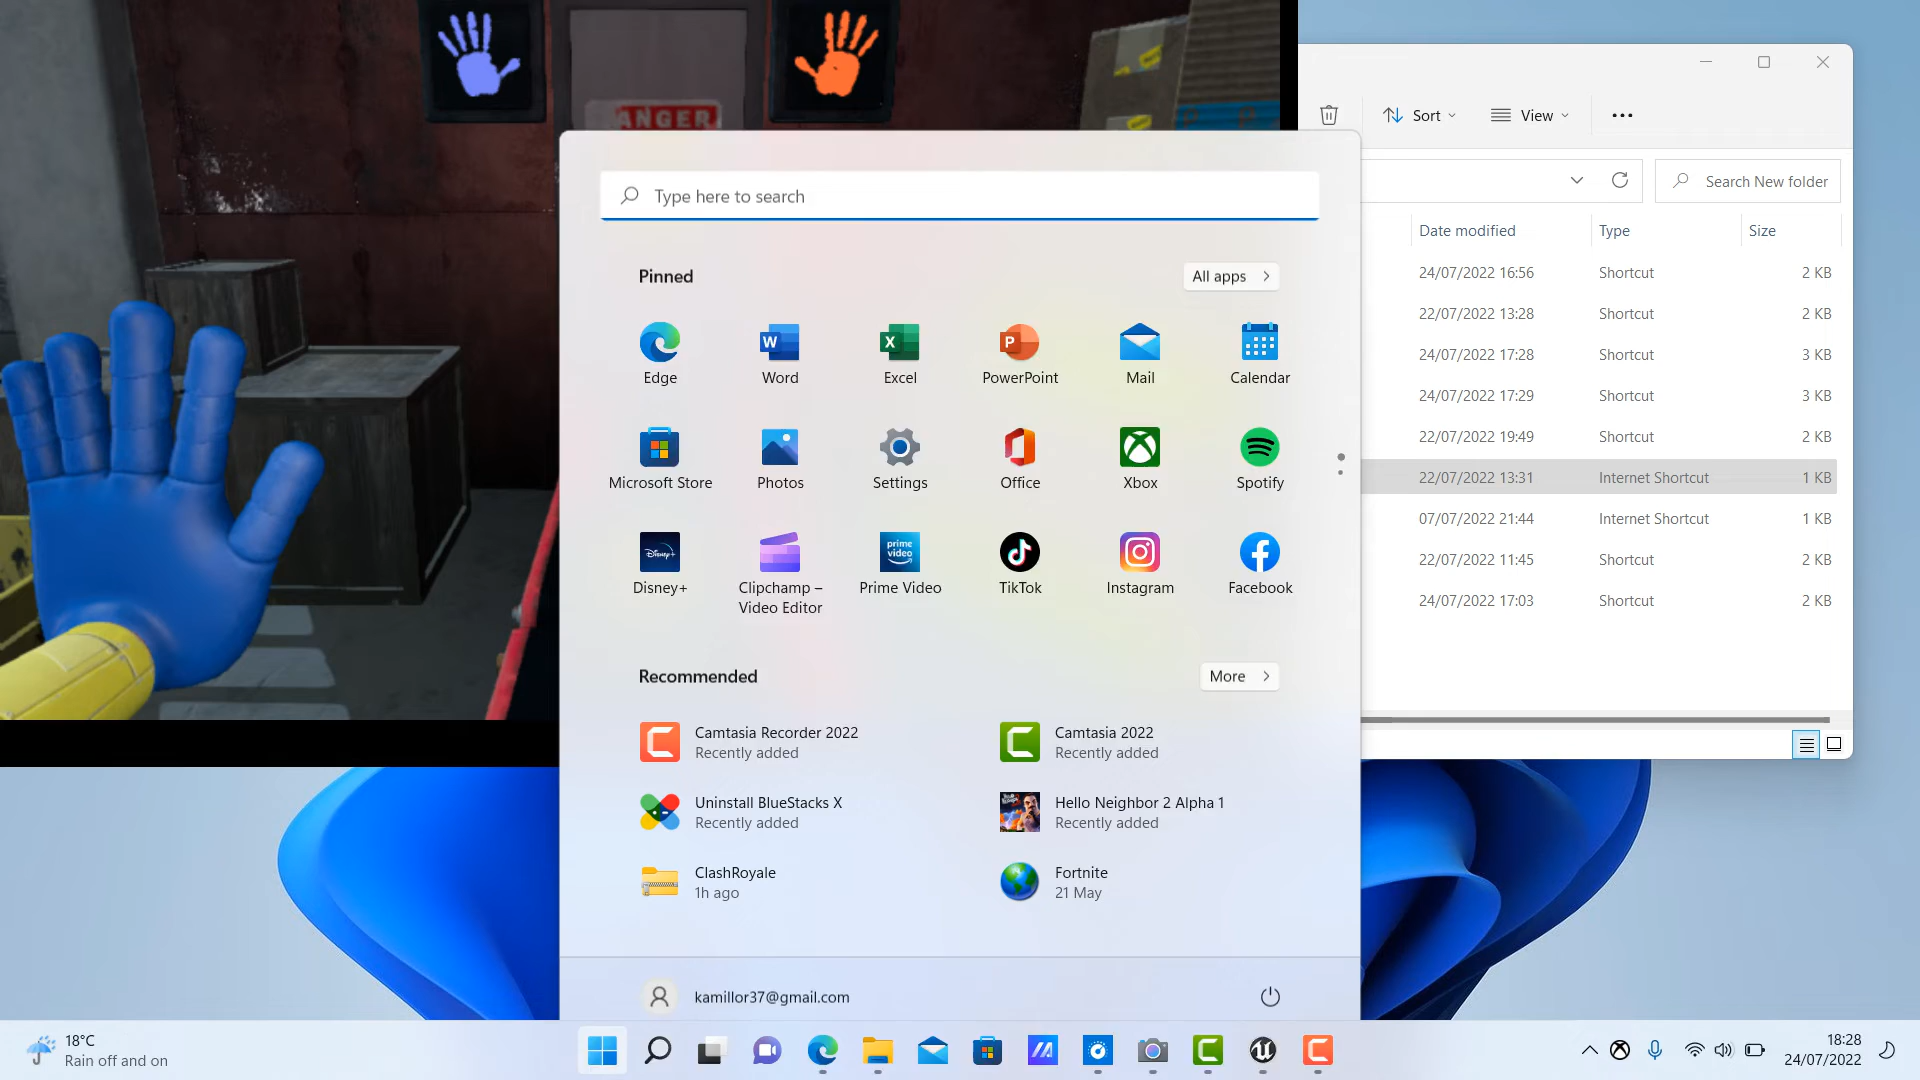 DANGER
Sort
View
Search New folder
Date modified
Type
Size
24/07/2022 16:56
Shortcut
2 KB
22/07/2022 13:28
Shortcut
2 KB
24/07/2022 17:28
Shortcut
3 KB
24/07/2022 17:29
Shortcut
3 KB
22/07/2022 19:49
Shortcut
2 KB
22/07/2022 13:31
Internet Shortcut
1 KB
07/07/2022 21:44
Internet Shortcut
1 KB
22/07/2022 11:45
Shortcut
2 KB
24/07/2022 17:03
Shortcut
2 KB
Type here to search
Pinned
All apps
Edge
Word
Excel
PowerPoint
Mail
Calendar
Microsoft Store
Photos
Settings
Office
Xbox
Spotify
Disney+
prime
video
Disney+
Clipchamp –
Video Editor
Prime Video
TikTok
Instagram
Facebook
Recommended
More
Camtasia Recorder 2022
Recently added
Camtasia 2022
Recently added
Uninstall BlueStacks X
Recently added
Hello Neighbor 2 Alpha 1
Recently added
ClashRoyale
1h ago
Fortnite
21 May
kamillor37@gmail.com
18°C
Rain off and on
18:28
24/07/2022